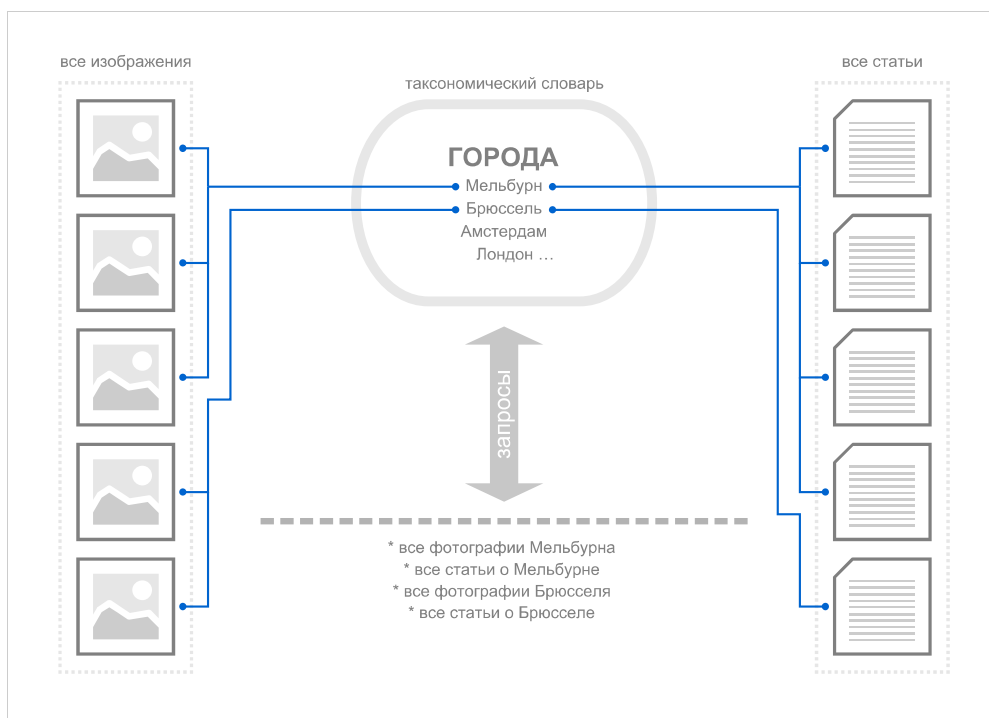 все изображения
таксономический словарь
все статьи
ГОРОДА
Мельбурн
Брюссель
Амстердам
Лондон ...
запросы
* все фотографии Мельбурна
* все статьи о Мельбурне
* все фотографии Брюсселя
* все статьи о Брюсселе